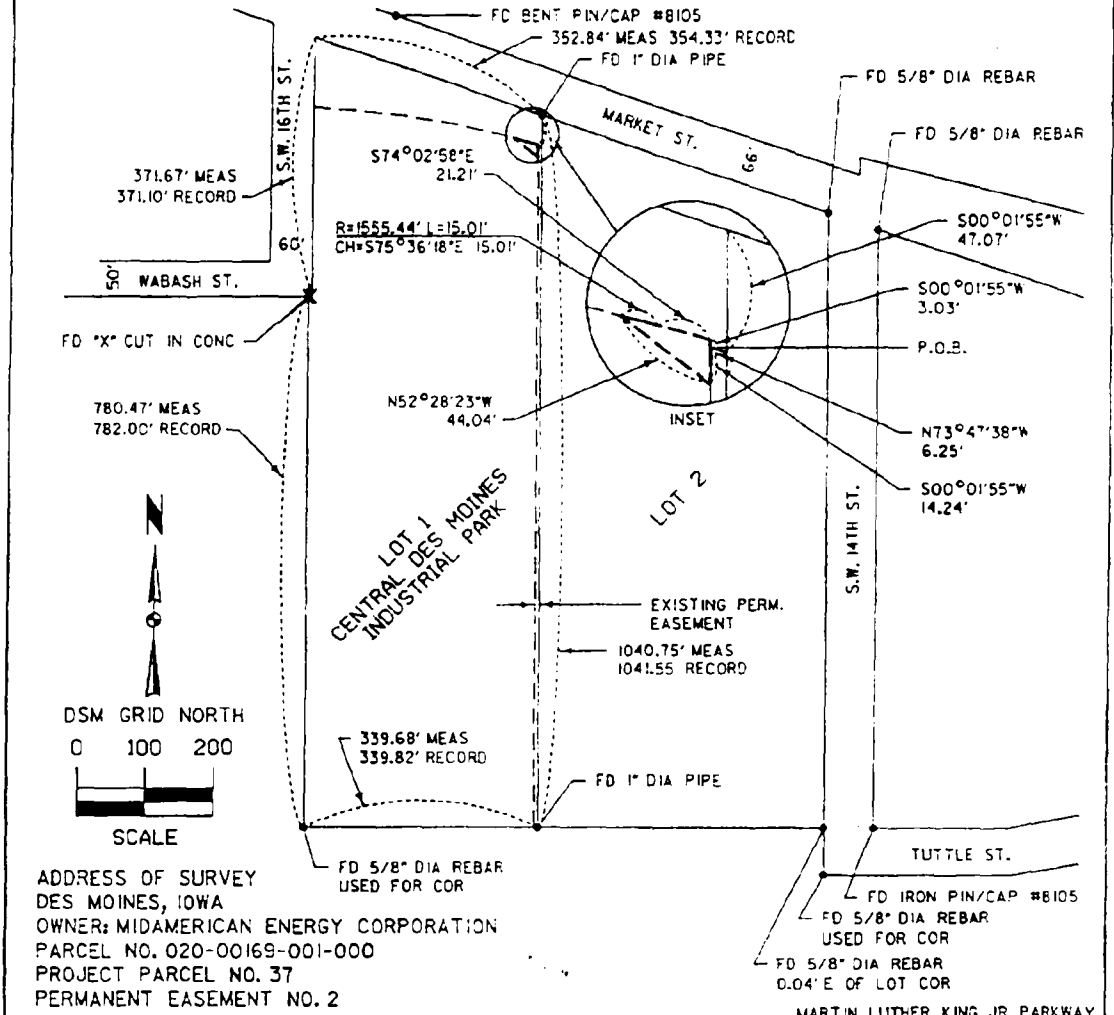 FD BENT PIN/CAP #8105
352.84' MEAS 354.33' RECORD
FD 1" DIA PIPE
FD 5/8" DIA REBAR
FD 5/8" DIA REBAR
S.W. 16TH ST.
MARKET ST.
66'
371.67' MEAS
371.10' RECORD
S74°02'58"E
21.21'
R=1555.44' L=15.01'
CH=S75°36'18"E 15.01'
60'
50'
WABASH ST.
FD "X" CUT IN CONC
S00°01'55"W
47.07'
S00°01'55"W
3.03'
P.O.B.
N52°28'23"W
44.04'
INSET
N73°47'38"W
6.25'
S00°01'55"W
14.24'
780.47' MEAS
782.00' RECORD
N
LOT 1
CENTRAL DES MOINES
INDUSTRIAL PARK
LOT 2
S.W. 14TH ST.
EXISTING PERM.
EASEMENT
1040.75' MEAS
1041.55 RECORD
DSM GRID NORTH
0 100 200
SCALE
339.68' MEAS
339.82' RECORD
FD 1" DIA PIPE
TUTTLE ST.
FD 5/8" DIA REBAR
USED FOR COR
FD IRON PIN/CAP #8105
FD 5/8" DIA REBAR
USED FOR COR
FD 5/8" DIA REBAR
0.04' E OF LOT COR
ADDRESS OF SURVEY
DES MOINES, IOWA
OWNER: MIDAMERICAN ENERGY CORPORATION
PARCEL NO. 020-00169-001-000
PROJECT PARCEL NO. 37
PERMANENT EASEMENT NO. 2
MARTIN LUTHER KING JR PARKWAY